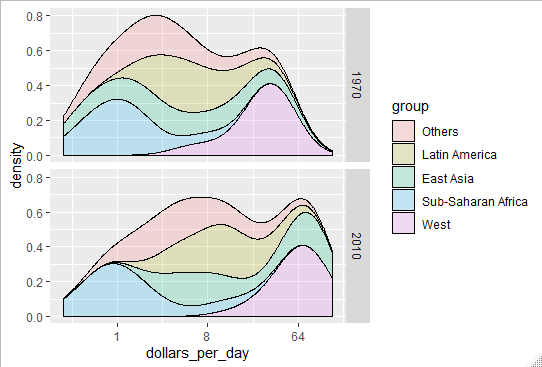 density
0.8
0.6
0.4
0.2
0.0
1970
0.8
0.6
0.4
0.2
0.0
2010
1 8 64
dollars_per_day
group
Others
Latin America
East Asia
Sub-Saharan Africa
West